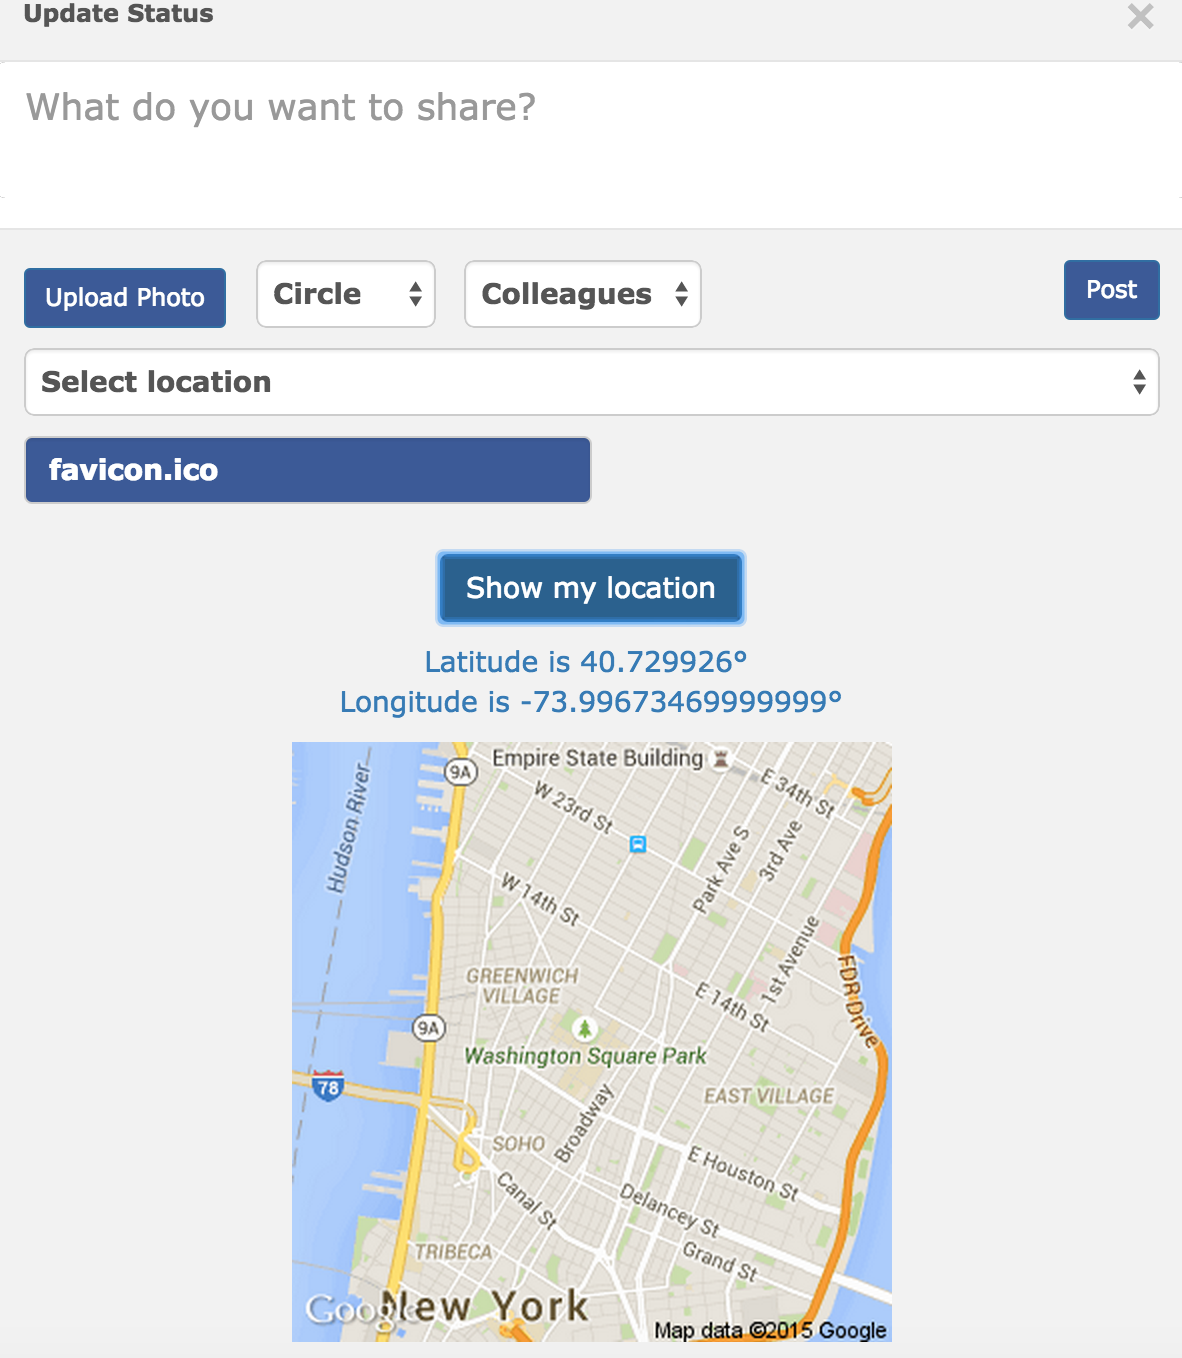 Update Status
×
What do you want to share?
Upload Photo
Circle
Colleagues
Post
Select location
favicon.ico
Show my location
Latitude is 40.729926°
Longitude is -73.99673469999999°
Empire State Building
9A
E 34th St
W 23rd St
Hudson River
Park Ave S
3rd Ave
W 14th St
1st Avenue
FDR Drive
GREENWICH
VILLAGE
E 14th St
9A
Washington Square Park
78
EAST VILLAGE
Broadway
SOHO
E Houston St
Canal St
Delancey St
TRIBECA
Grand St
Google
New York
Map data ©2015 Google